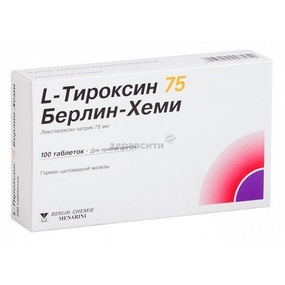 L-Тироксин 75
Берлин-Хеми
Левотироксин натрия 75 мкг
здравсити
100 таблеток · Для приема внутрь
Гормон щитовидной железы
BERLIN-CHEMIE
MENARINI